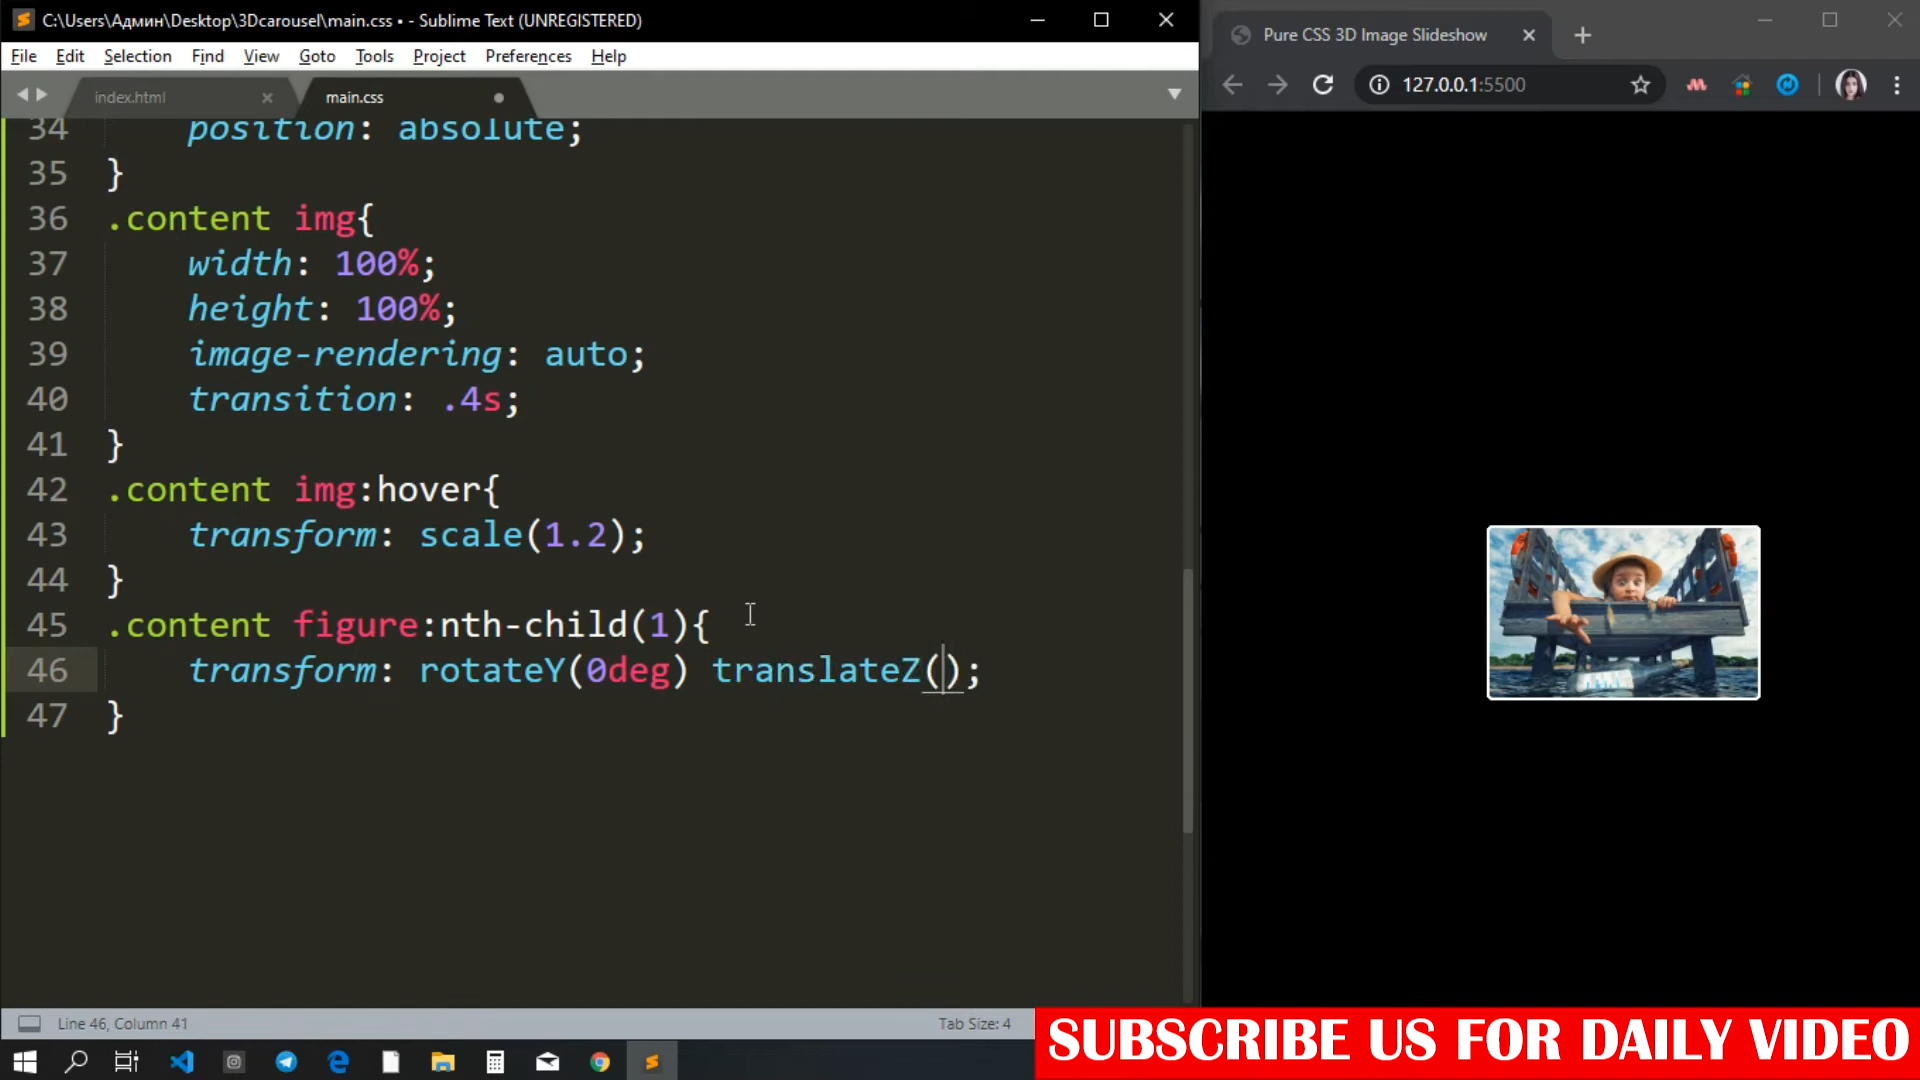 C:\Users\Админ\Desktop\3Dcarousel\main.css • - Sublime Text (UNREGISTERED)
File Edit Selection Find View Goto Tools Project Preferences Help
index.html
main.css
34 position: absolute;
35 }
36 .content img{
37 width: 100%;
38 height: 100%;
39 image-rendering: auto;
40 transition: .4s;
41 }
42 .content img:hover{
43 transform: scale(1.2);
44 }
45 .content figure:nth-child(1){
46 transform: rotateY(0deg) translateZ();
47 }
Line 46, Column 41
Tab Size: 4
Pure CSS 3D Image Slideshow
127.0.0.1:5500
SUBSCRIBE US FOR DAILY VIDEO